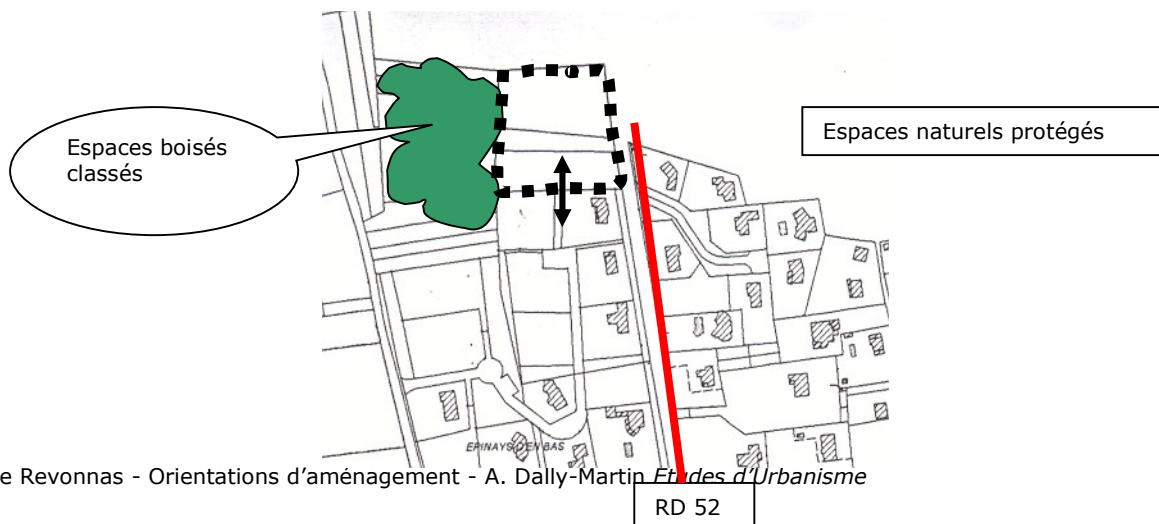 Espaces boisés
classés
Espaces naturels protégés
EPINAYS D'EN BAS
e Revonnas - Orientations d'aménagement - A. Dally-Martin Etudes d'Urbanisme
RD 52